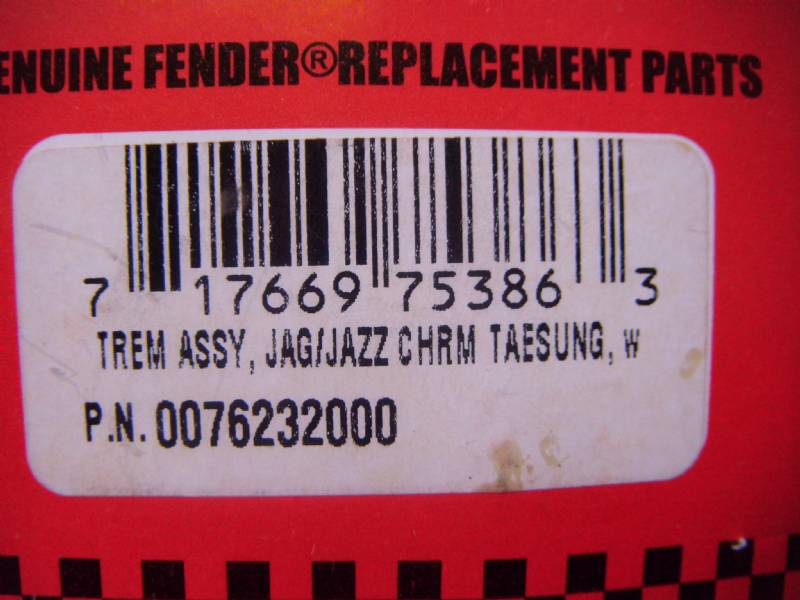 ENUINE FENDER®REPLACEMENT PARTS
7 17669 75386 3
TREM ASSY, JAG/JAZZ CHRM TAESUNG, W
P.N. 0076232000